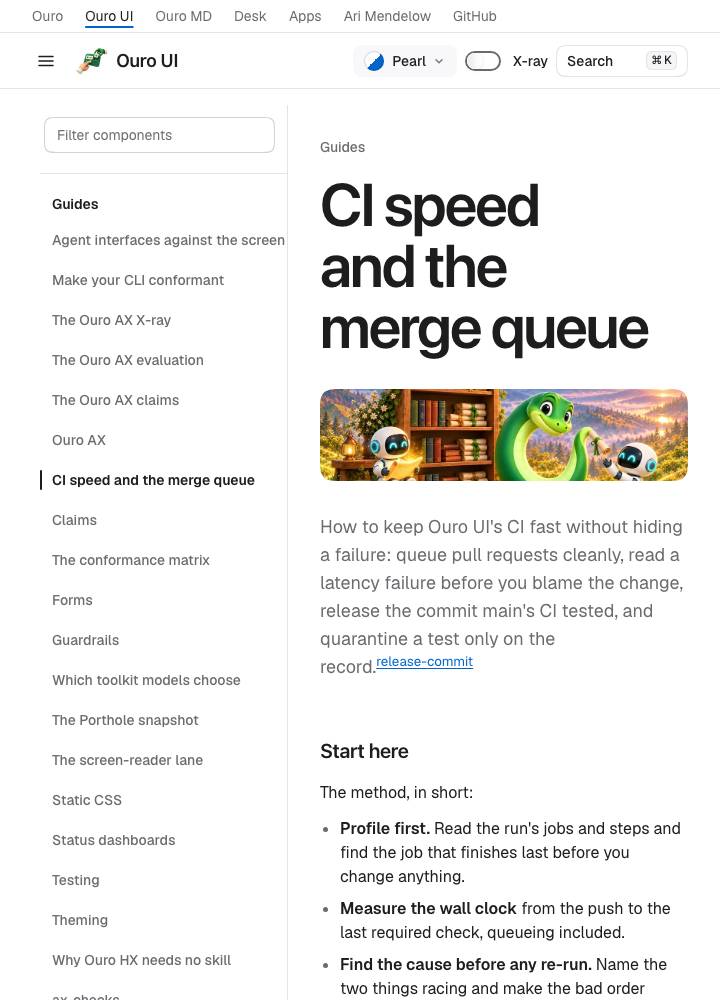 Ouro
Ouro UI
Ouro MD
Desk
Apps
Ari Mendelow
GitHub
Ouro UI
Pearl
X-ray
Search
⌘ K
Filter components
Guides
Agent interfaces against the screen
Make your CLI conformant
The Ouro AX X-ray
The Ouro AX evaluation
The Ouro AX claims
Ouro AX
CI speed and the merge queue
Claims
The conformance matrix
Forms
Guardrails
Which toolkit models choose
The Porthole snapshot
The screen-reader lane
Static CSS
Status dashboards
Testing
Theming
Why Ouro HX needs no skill
ax-checks
Guides
CI speed
and the
merge queue
How to keep Ouro UI's CI fast without hiding
a failure: queue pull requests cleanly, read a
latency failure before you blame the change,
release the commit main's CI tested, and
quarantine a test only on the
record.release-commit
Start here
The method, in short:
• Profile first. Read the run's jobs and steps and
find the job that finishes last before you
change anything.
• Measure the wall clock from the push to the
last required check, queueing included.
• Find the cause before any re-run. Name the
two things racing and make the bad order